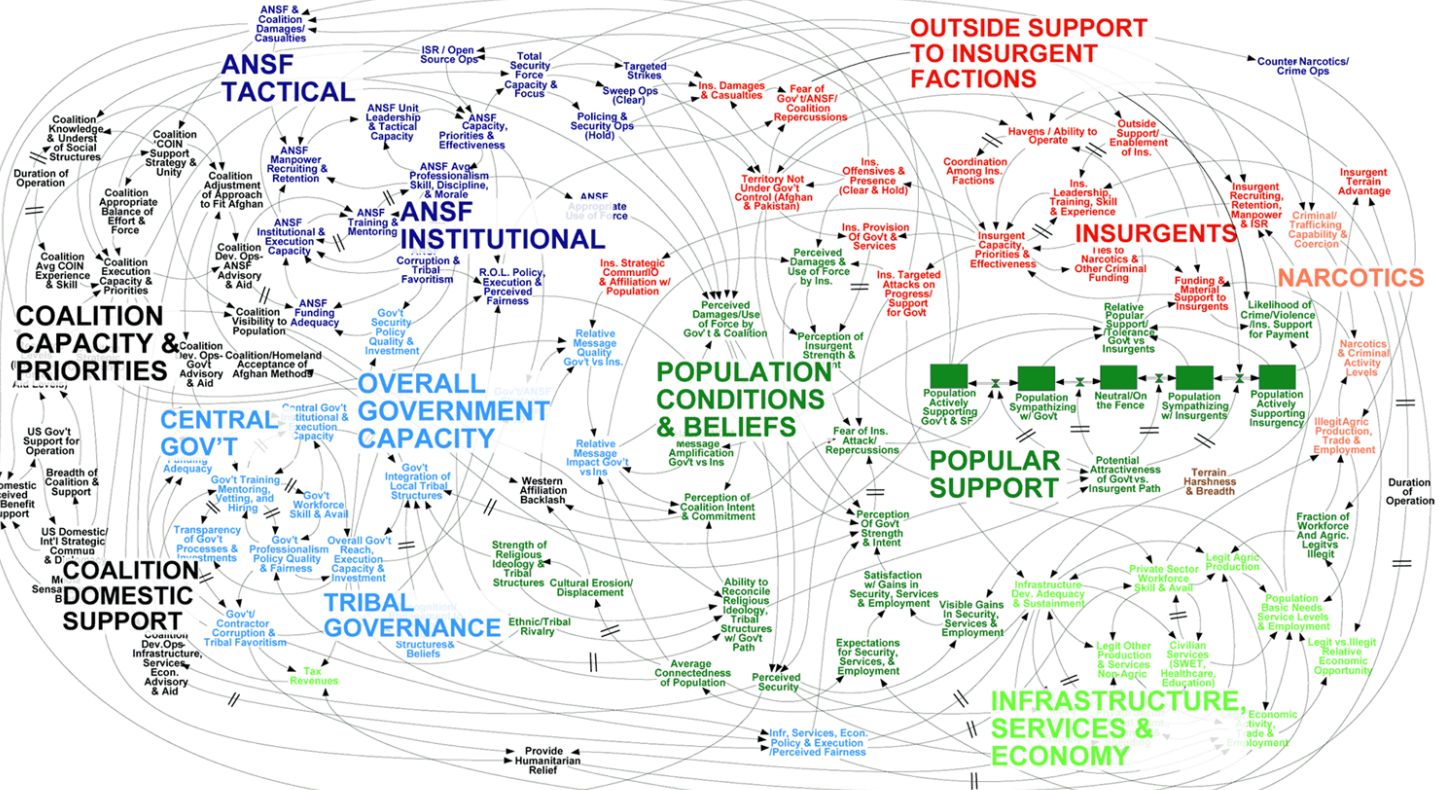 ANSF &
Coalition
Damages/
Casualties
ANSF
TACTICAL
ISR / Open
Source Ops
Total
Security
Force
Capacity &
Focus
Targeted
Strikes
Sweep Ops
(Clear)
Policing &
Security Ops
(Hold)
Ins. Damages
& Casualties
Fear of
Gov't/ANSF/
Coalition
Repercussions
OUTSIDE SUPPORT
TO INSURGENT
FACTIONS
Counter Narcotics/
Crime Ops
Coalition
Knowledge
& Underst
of Social
Structures
Duration of
Operation
Coalition
COIN
Support
Strategy &
Unity
ANSF Unit
Leadership
& Tactical
Capacity
ANSF
Capacity,
Priorities &
Effectiveness
ANSF
Manpower
Recruiting &
Retention
Coalition
Adjustment
of Approach
to Fit Afghan
Coalition
Appropriate
Balance of
Effort &
Force
ANSF Avg
Professionalism
Skill, Discipline,
& Morale
ANSF
Training &
Mentoring
ANSF
INSTITUTIONAL
ANSF
Appropriate
Use of Force
ANSF
Institutional &
Execution
Capacity
Corruption &
Tribal
Favoritism
R.O.L. Policy,
Execution &
Perceived
Fairness
Coalition
Dev. Ops-
ANSF
Advisory
& Aid
Coalition
Avg COIN
Experience
& Skill
Coalition
Execution
Capacity &
Priorities
ANSF
Funding
Adequacy
Coalition
Visibility to
Population
COALITION
CAPACITY &
PRIORITIES
Coalition
Dev. Ops-
Gov't
Advisory
& Aid
Coalition/Homeland
Acceptance of
Afghan Methods
Territory Not
Under Gov't
Control (Afghan
& Pakistan)
Ins.
Offensives &
Presence
(Clear & Hold)
Ins. Provision
Of Gov't &
Services
Ins. Strategic
& Affiliation w/
Population
Perceived
Damages &
Use of Force
by Ins.
Ins. Targeted
Attacks on
Progress/
Support
for Gov't
Havens / Ability to
Operate
Outside
Support/
Enablement
of Ins.
Coordination
Among Ins.
Factions
Ins.
Leadership,
Training, Skill
& Experience
Insurgent
Capacity,
Priorities &
Effectiveness
INSURGENTS
Ties to
Narcotics &
Other Criminal
Funding
Insurgent
Recruiting,
Retention,
Manpower
& ISR
Insurgent
Terrain
Advantage
Criminal/
Trafficking
Capability &
Coercion
NARCOTICS
Funding &
Material
Support to
Insurgents
Gov't
Security
Policy
Quality &
Investment
Relative
Message
Quality
Gov't vs Ins.
Perceived
Damages/Use
of Force by
Gov't & Coalition
Perception of
Insurgent
Strength &
Relative
Popular
Support/
Tolerance
Gov't vs
Insurgents
Likelihood of
Crime/Violence
/Ins. Support
for Payment
Narcotics
& Criminal
Activity
Levels
OVERALL
GOVERNMENT
CAPACITY
POPULATION
CONDITIONS
& BELIEFS
Population
Actively
Supporting
Gov't & SF
Population
Sympathizing
w/ Gov't
Neutral/On
the Fence
Population
Sympathizing
w/ Insurgents
Population
Actively
Supporting
Insurgency
CENTRAL
GOV'T
Central Gov't
Institutional &
Execution
Capacity
US Gov't
Support for
Operation
Breadth of
Coalition &
Support
Funding
Adequacy
Gov't Training
Mentoring,
Vetting, and
Hiring
Gov't
Workforce
Skill & Avail
Gov't
Integration of
Local Tribal
Structures
Relative
Message
Impact Gov't
vs Ins
Message
Amplification
Gov't vs Ins
Fear of Ins.
Attack/
Repercussions
POPULAR
SUPPORT
Potential
Attractiveness
of Gov't vs.
Insurgent Path
Terrain
Harshness
& Breadth
Illegit Agric
Production,
Trade &
Employment
Duration
of
Operation
Western
Affiliation
Backlash
Perception of
Coalition Intent
& Commitment
Perception
Of Gov't
Strength
& Intent
Fraction of
Workforce
And Agric.
Legit vs
Illegit
US Domestic/
Int'l Strategic
Transparency
of Gov't
Processes &
Investments
Gov't
Professionalism
Policy Quality
& Fairness
Overall Gov't
Reach,
Execution
Capacity &
Investment
Strength of
Religious
Ideology &
Tribal
Structures
Cultural Erosion/
Displacement
Ethnic/Tribal
Rivalry
Ability to
Reconcile
Religious
Ideology,
Tribal
Structures
w/ Gov't
Path
Satisfaction
w/ Gains in
Security, Services
& Employment
Visible Gains
In Security,
Services &
Employment
Expectations
for Security,
Services, &
Employment
Infrastructure
Dev. Adequacy
& Sustainment
Private Sector
Workforce
Skill & Avail
Legit Agric
Production
Population
Basic Needs
Service Levels
& Employment
Legit vs. Illegit
Relative
Economic
Opportunity
COALITION
DOMESTIC
SUPPORT
TRIBAL
GOVERNANCE
Structures &
Beliefs
Gov't/
Contractor
Corruption &
Tribal Favoritism
Coalition
Dev. Ops-
Infrastructure,
Services,
Econ.
Advisory
& Aid
Tax
Revenues
Average
Connectedness
of Population
Perceived
Security
Legit Other
Production
& Services
Non-Agric
Civilian
Services
(SWET,
Healthcare,
Education)
INFRASTRUCTURE,
SERVICES &
ECONOMY
Legit Economic
Activity,
Trade &
Employment
Provide
Humanitarian
Relief
Infr, Services, Econ.
Policy & Execution
/Perceived Fairness